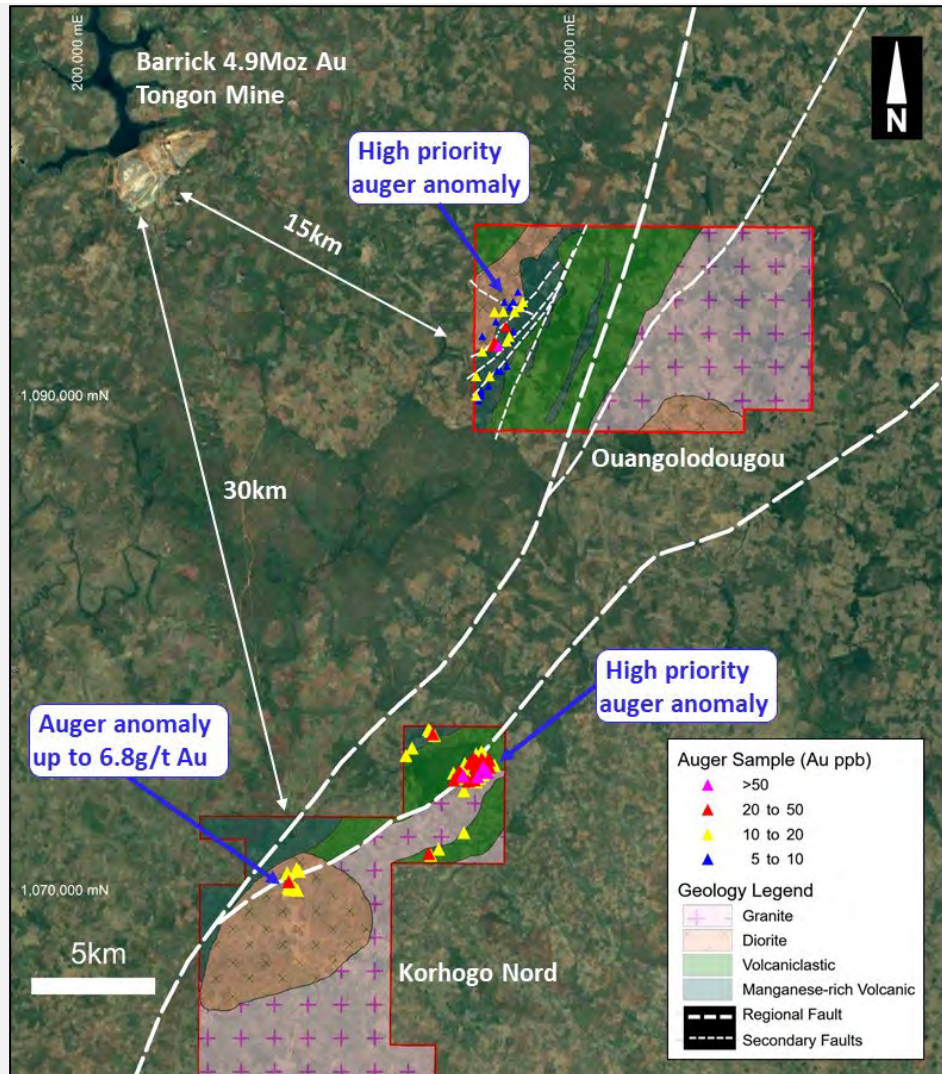 200,000 mE
220,000 mE
Barrick 4.9Moz Au
Tongon Mine
N
High priority
auger anomaly
15km
1,090,000 mN
Ouangolodougou
30km
High priority
auger anomaly
Auger anomaly
up to 6.8g/t Au
1,070,000 mN
5km
Korhogo Nord
Auger Sample (Au ppb)
>50
20 to 50
10 to 20
5 to 10
Geology Legend
Granite
Diorite
Volcaniclastic
Manganese-rich Volcanic
Regional Fault
Secondary Faults